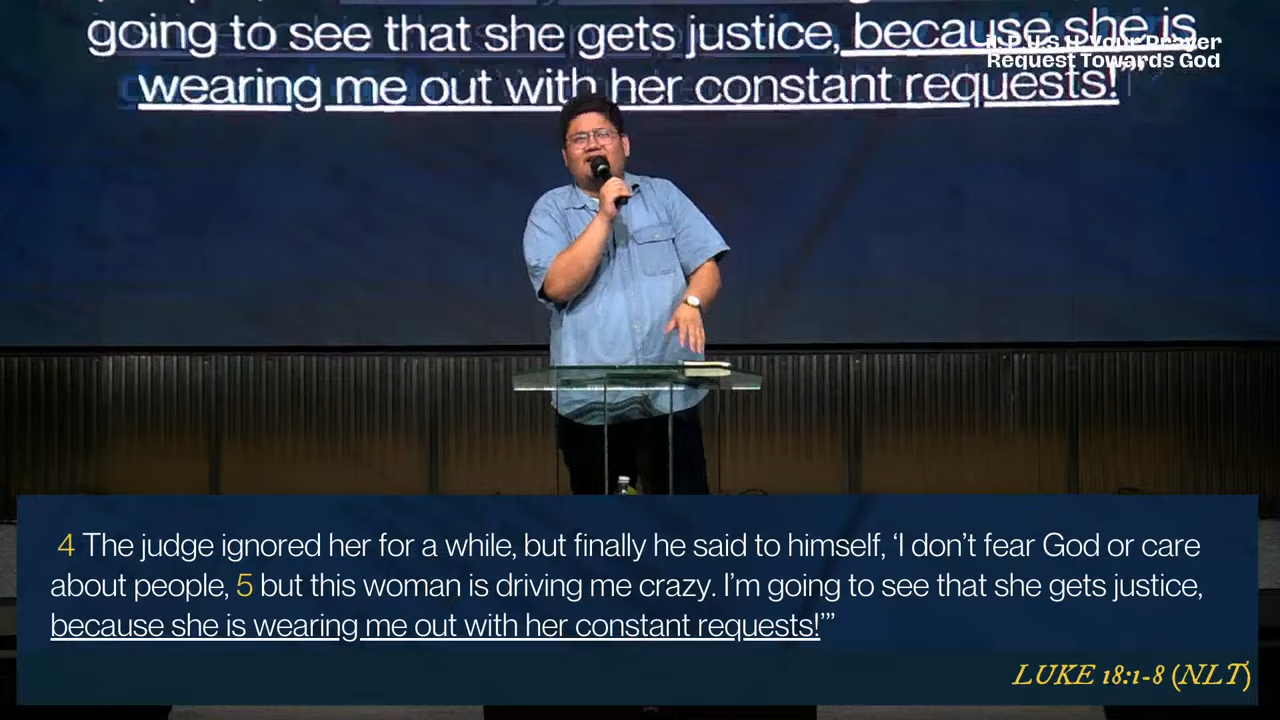 going to see that she gets justice, because she is
wearing me out with her constant requests!'"
P.U.S.H. Your Prayer
Request Towards God
4 The judge ignored her for a while, but finally he said to himself, ‘I don’t fear God or care
about people, 5 but this woman is driving me crazy. I’m going to see that she gets justice,
because she is wearing me out with her constant requests!’”
LUKE 18:1-8 (NLT)